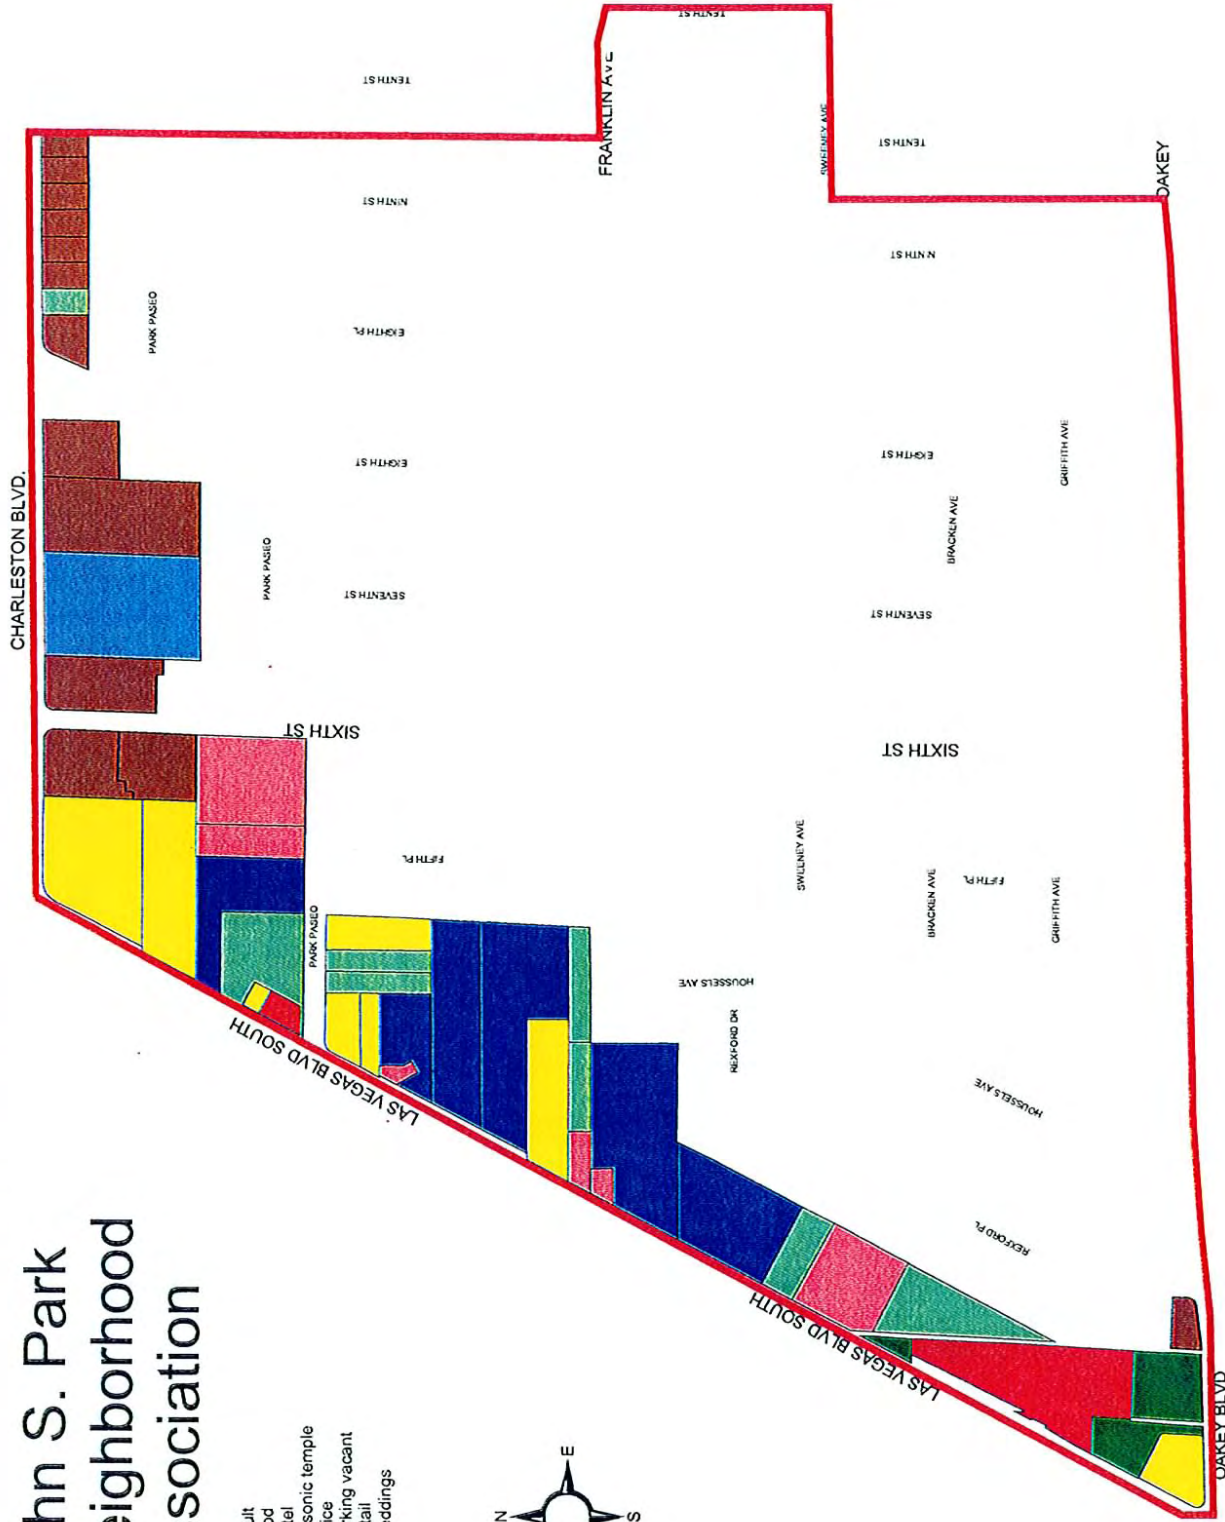 hn S. Park
eighborhood
sociation
ult
od
tel
sonic temple
ice
rking vacant
tail
eddings
N
E
S
CHARLESTON BLVD.
TENTH ST
TENTH ST
FRANKLIN AVE
SWEENEY AVE
TENTH ST
OAKEY
NINTH ST
NINTH ST
PARK PASEO
EIGHTH PL
EIGHTH ST
EIGHTH ST
GRIFFITH AVE
BRACKEN AVE
PARK PASEO
SEVENTH ST
SEVENTH ST
SIXTH ST
SIXTH ST
FIFTH PL
SWEENEY AVE
BRACKEN AVE
FIFTH PL
GRIFFITH AVE
PARK PASEO
HOUSSELS AVE
REXFORD DR
LAS VEGAS BLVD SOUTH
HOUSSELS AVE
REXFORD PL
LAS VEGAS BLVD SOUTH
OAKEY BLVD